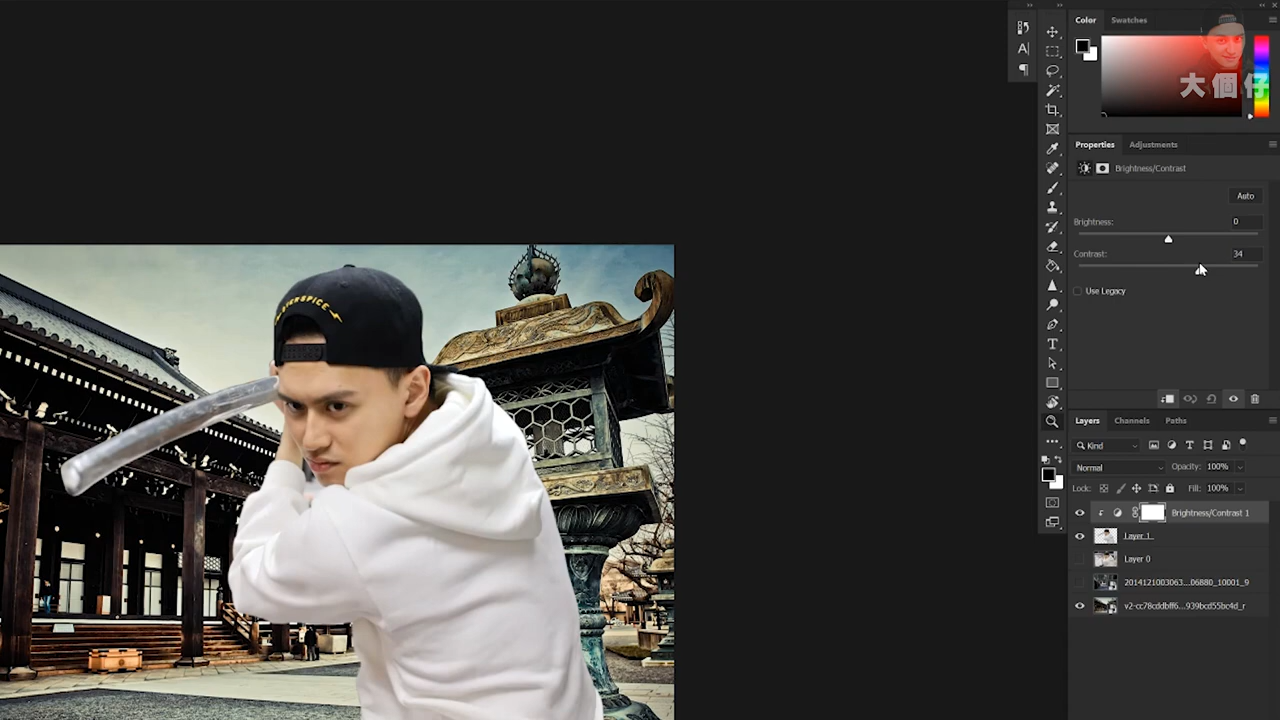 Color
Swatches
大個仔
Properties
Adjustments
Brightness/Contrast
Auto
Brightness:
0
Contrast:
34
Use Legacy
Layers
Channels
Paths
Kind
Normal
Opacity: 100%
Lock:
Fill: 100%
Brightness/Contrast 1
Layer 1
Layer 0
2014121003063...06880_10001_9
v2-cc78cddbff6...939bcd55bc4d_r